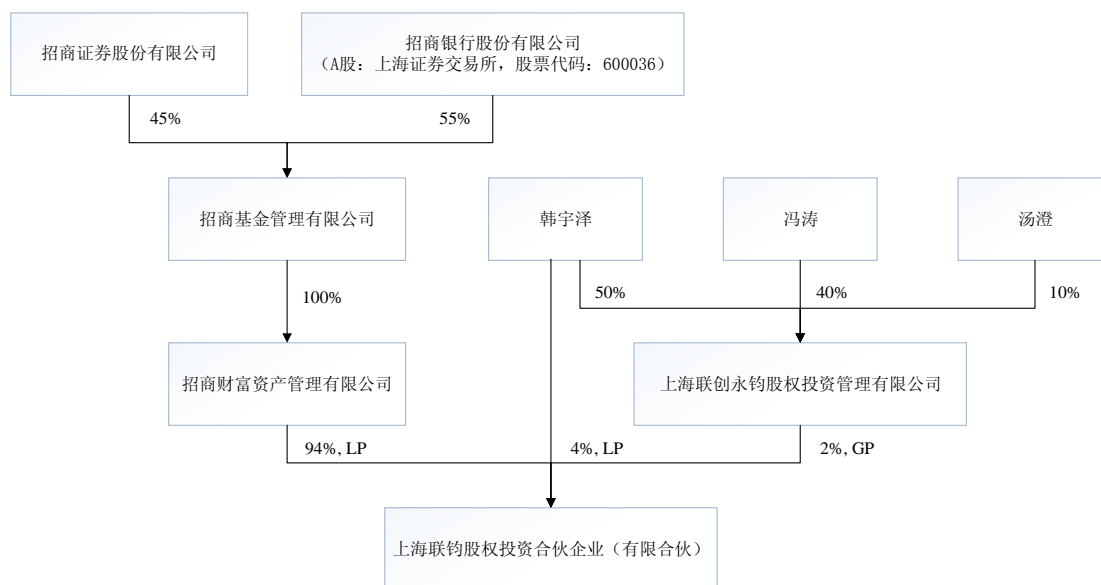 招商证券股份有限公司
招商银行股份有限公司
（A股：上海证券交易所，股票代码：600036）
45%
55%
招商基金管理有限公司
韩宇泽
冯涛
汤澄
100%
50%
40%
10%
招商财富资产管理有限公司
上海联创永钧股权投资管理有限公司
94%, LP
4%, LP
2%, GP
上海联钧股权投资合伙企业（有限合伙）